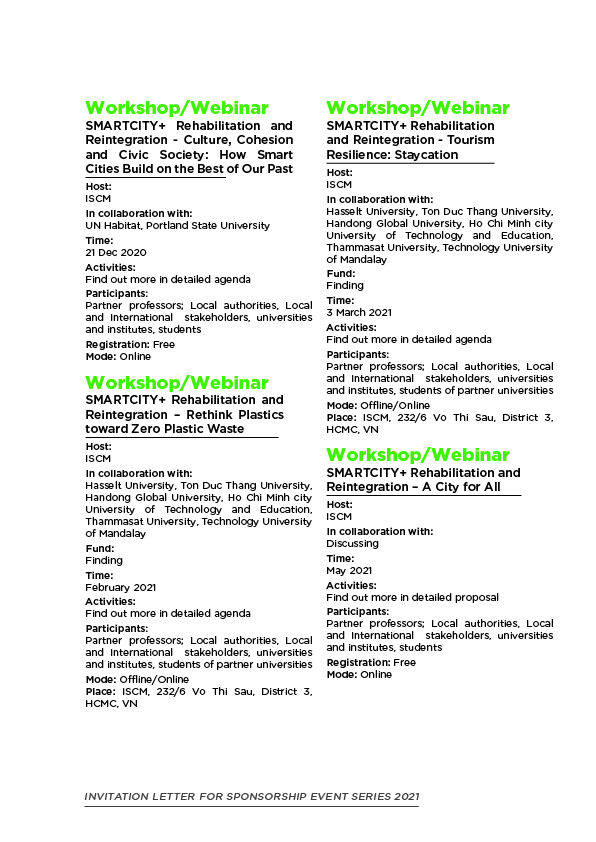 Workshop/Webinar
SMARTCITY+ Rehabilitation and
Reintegration - Culture, Cohesion
and Civic Society: How Smart
Cities Build on the Best of Our Past
Host:
ISCM
In collaboration with:
UN Habitat, Portland State University
Time:
21 Dec 2020
Activities:
Find out more in detailed agenda
Participants:
Partner professors; Local authorities, Local
and International stakeholders, universities
and institutes, students
Registration: Free
Mode: Online
Workshop/Webinar
SMARTCITY+ Rehabilitation and
Reintegration – Rethink Plastics
toward Zero Plastic Waste
Host:
ISCM
In collaboration with:
Hasselt University, Ton Duc Thang University,
Handong Global University, Ho Chi Minh city
University of Technology and Education,
Thammasat University, Technology University
of Mandalay
Fund:
Finding
Time:
February 2021
Activities:
Find out more in detailed agenda
Participants:
Partner professors; Local authorities, Local
and International stakeholders, universities
and institutes, students of partner universities
Mode: Offline/Online
Place: ISCM, 232/6 Vo Thi Sau, District 3,
HCMC, VN
Workshop/Webinar
SMARTCITY+ Rehabilitation
and Reintegration - Tourism
Resilience: Staycation
Host:
ISCM
In collaboration with:
Hasselt University, Ton Duc Thang University,
Handong Global University, Ho Chi Minh city
University of Technology and Education,
Thammasat University, Technology University
of Mandalay
Fund:
Finding
Time:
3 March 2021
Activities:
Find out more in detailed agenda
Participants:
Partner professors; Local authorities, Local
and International stakeholders, universities
and institutes, students of partner universities
Mode: Offline/Online
Place: ISCM, 232/6 Vo Thi Sau, District 3,
HCMC, VN
Workshop/Webinar
SMARTCITY+ Rehabilitation and
Reintegration – A City for All
Host:
ISCM
In collaboration with:
Discussing
Time:
May 2021
Activities:
Find out more in detailed proposal
Participants:
Partner professors; Local authorities, Local
and International stakeholders, universities
and institutes, students
Registration: Free
Mode: Online
INVITATION LETTER FOR SPONSORSHIP EVENT SERIES 2021